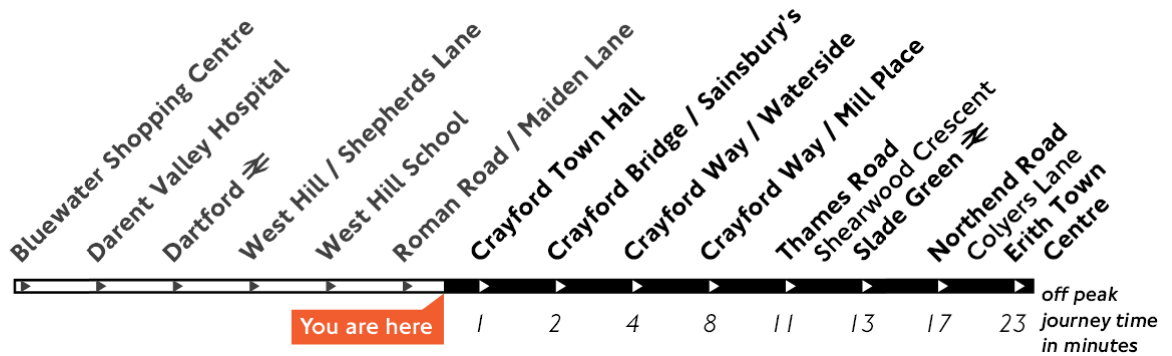 Bluewater Shopping Centre
Darent Valley Hospital
Dartford
West Hill / Shepherds Lane
West Hill School
Roman Road / Maiden Lane
Crayford Town Hall
Crayford Bridge / Sainsbury's
Crayford Way / Waterside
Crayford Way / Mill Place
Thames Road
Shearwood Crescent
Slade Green
Northend Road
Colyers Lane
Erith Town
Centre
You are here
1 2 4 8 11 13 17 23
off peak
journey time
in minutes